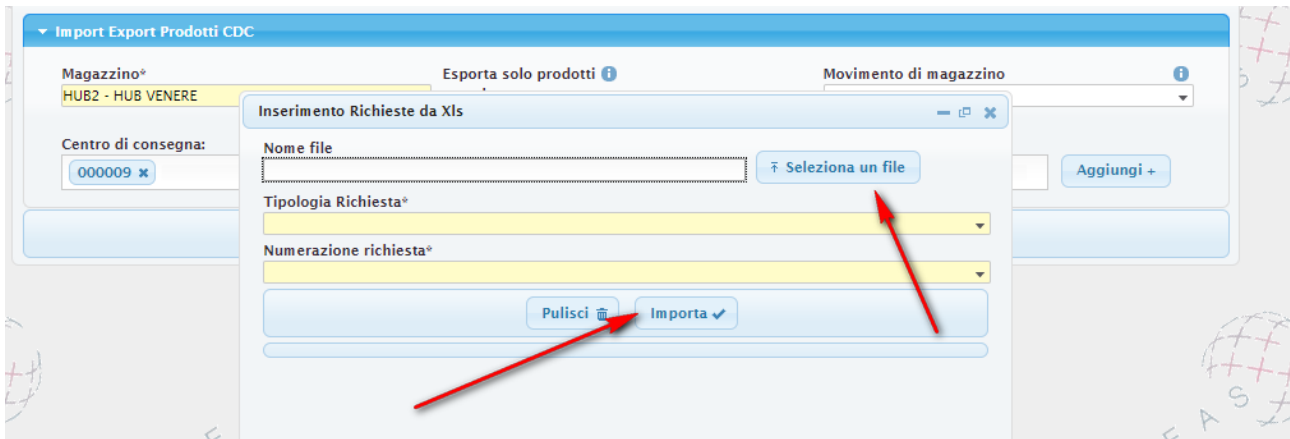 Import Export Prodotti CDC
Magazzino* Esporta solo prodotti Movimento di magazzino
HUB2 - HUB VENERE
Inserimento Richieste da Xls
Centro di consegna:
Nome file
000009 Seleziona un file Aggiungi +
Tipologia Richiesta*
Numerazione richiesta*
Pulisci Importa